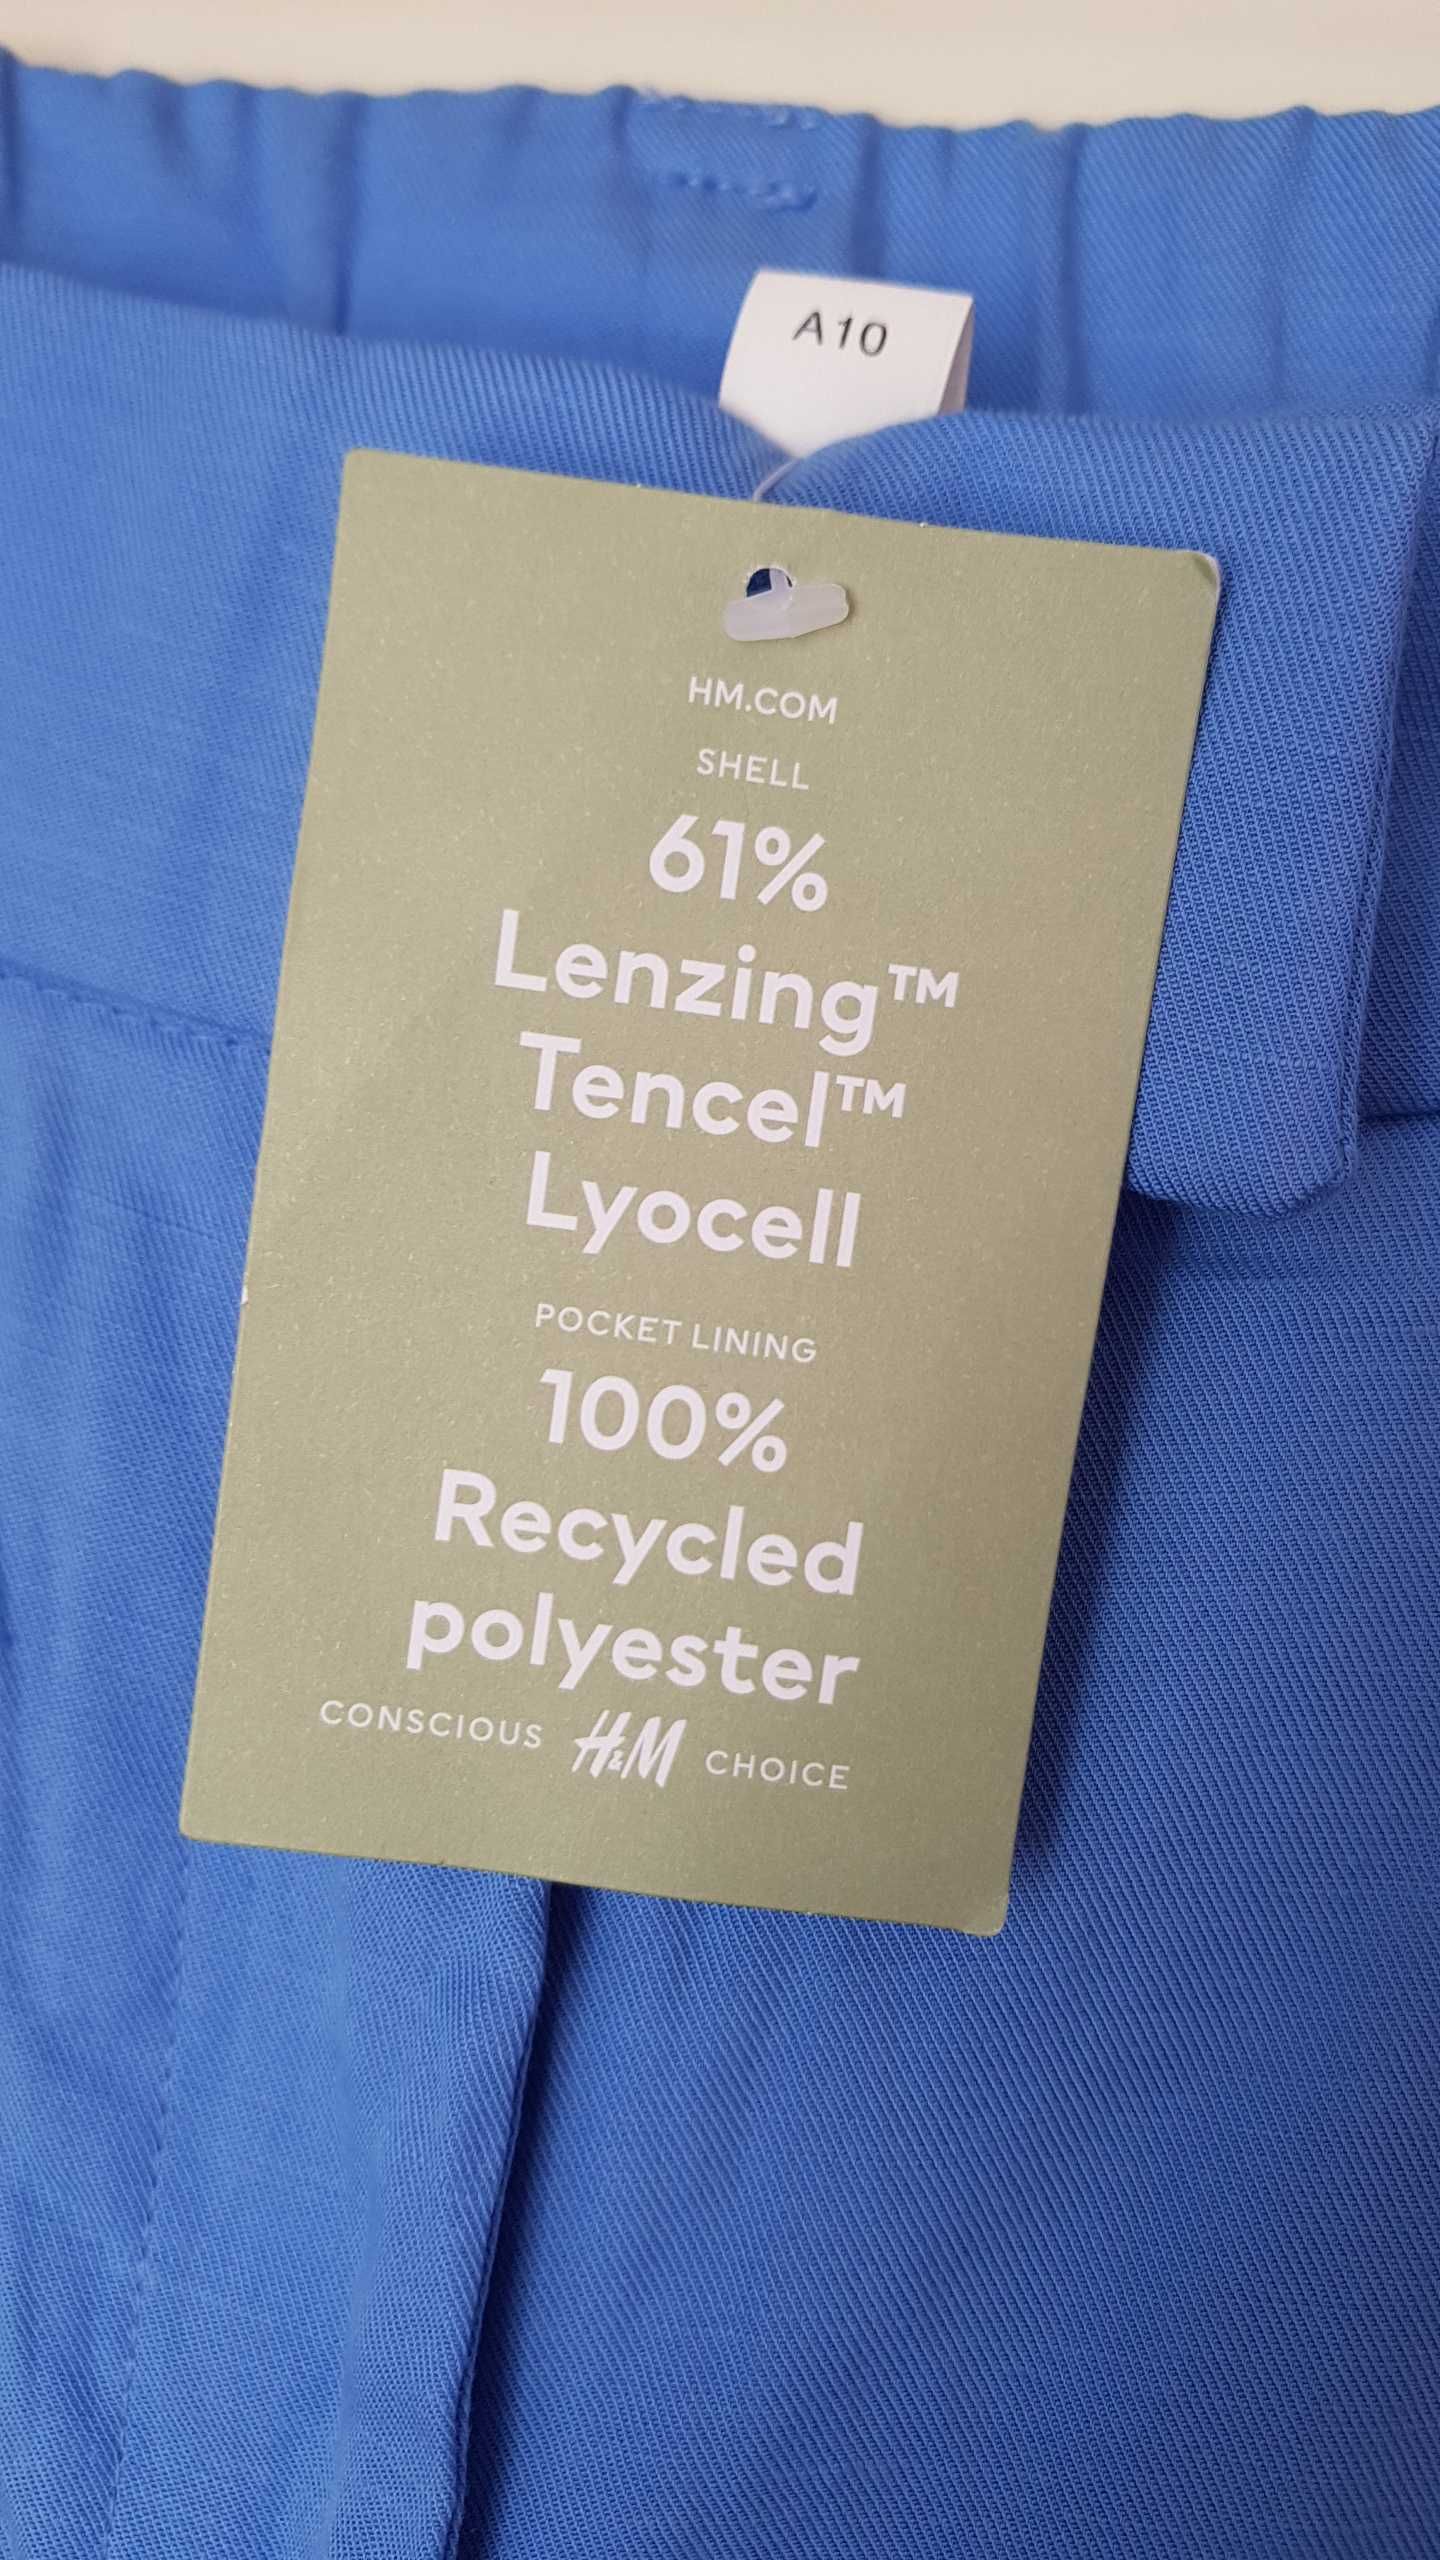 A10
HM.COM
SHELL
61%
Lenzing™
Tencel™
Lyocell
POCKET LINING
100%
Recycled
polyester
CONSCIOUS H&M CHOICE